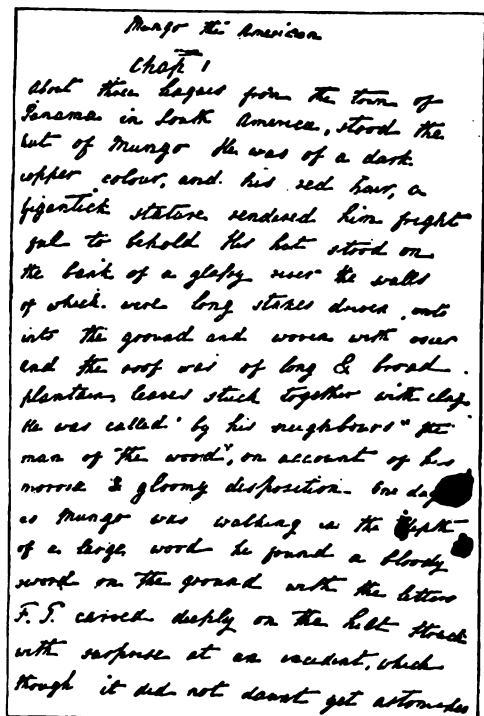 Mungo the American
Chap 1
About three leagues from the town of
Panama in South America, stood the
hut of Mungo He was of a dark
copper colour, and his red hair, a
gigantick stature rendered him fright
ful to behold His hut stood on
the bank of a glassy river the walls
of which were long stakes driven
into the ground and woven with osier
and the roof was of long & broad
plantain leaves stuck together with clay
He was called by his neighbours "the
man of the wood", on account of his
morose & gloomy disposition. One day
as Mungo was walking in the depth
of a large wood he found a bloody
sword on the ground with the letters
F. T. carved deeply on the hilt Struck
with surprise at an accident, which
though it did not daunt yet astonished